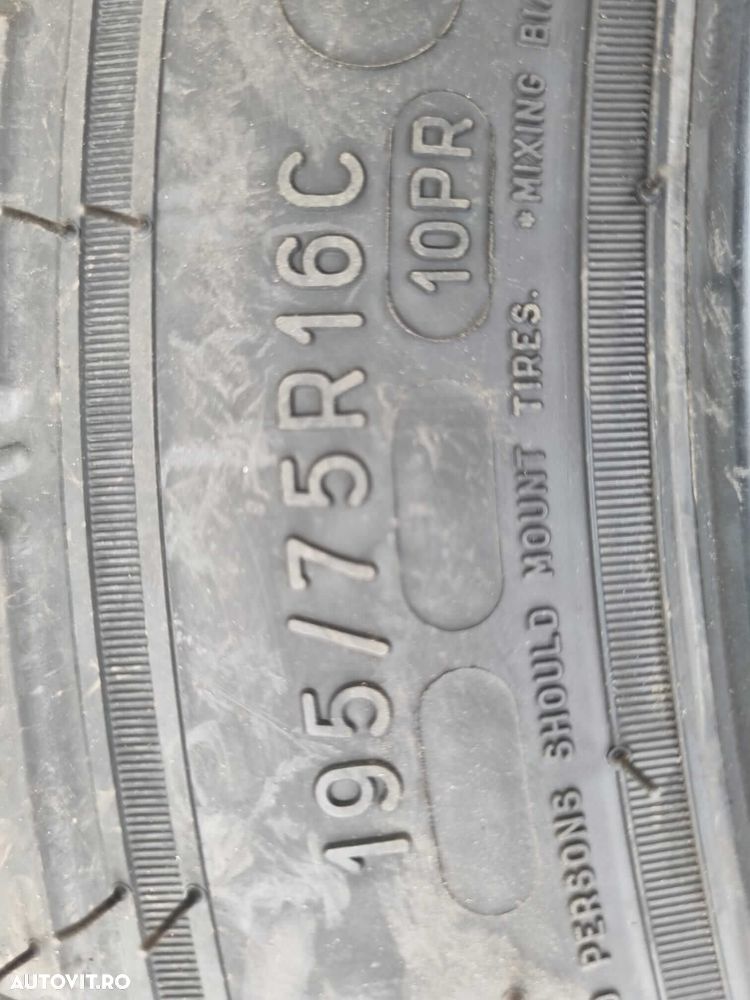 195/75R16C
10PR
PERSONS SHOULD MOUNT TIRES. *MIXING
AUTOVIT.RO